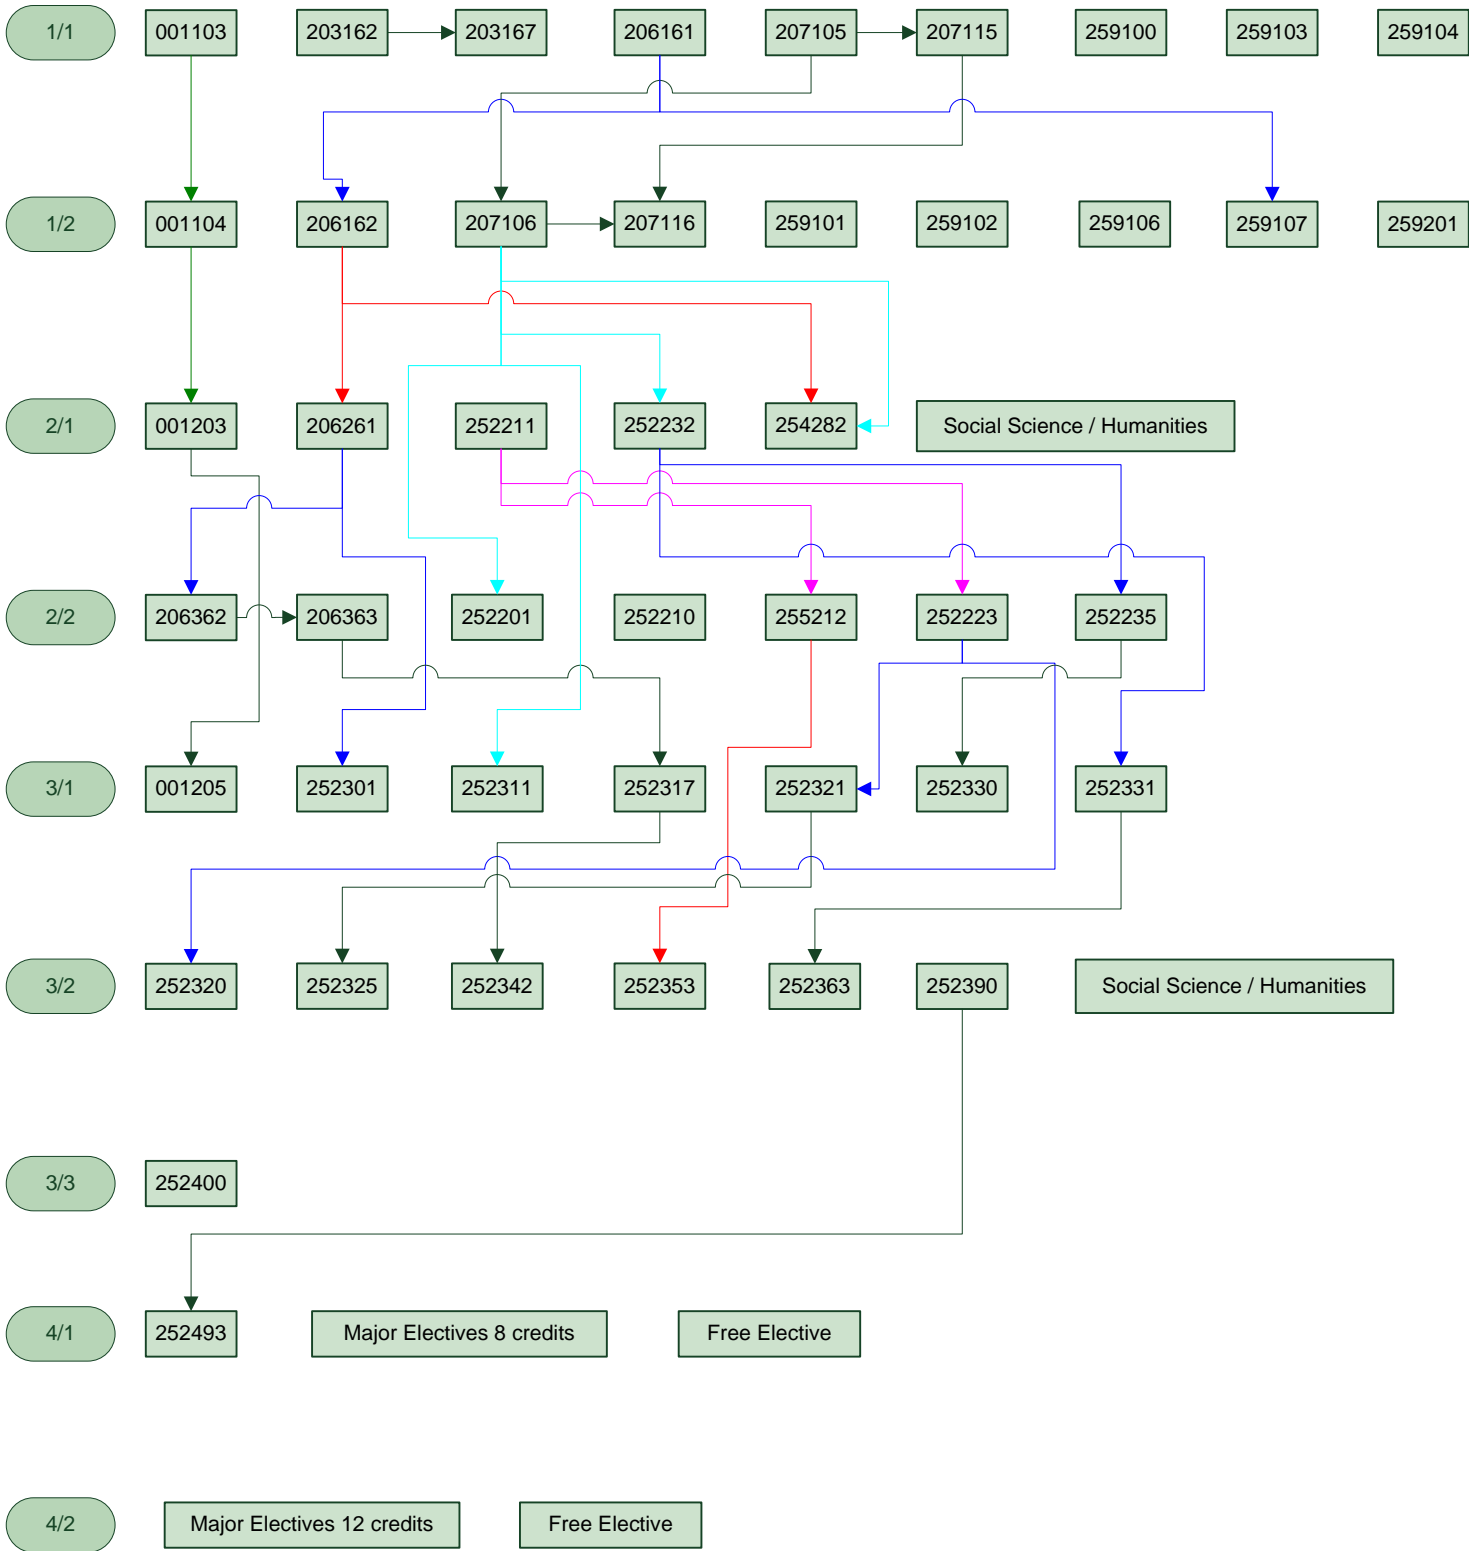 1/1 001103 203162 203167 206161 207105 207115 259100 259103 259104
1/2 001104 206162 207106 207116 259101 259102 259106 259107 259201
2/1 001203 206261 252211 252232 254282 Social Science / Humanities
2/2 206362 206363 252201 252210 255212 252223 252235
3/1 001205 252301 252311 252317 252321 252330 252331
3/2 252320 252325 252342 252353 252363 252390 Social Science / Humanities
3/3 252400
4/1 252493 Major Electives 8 credits Free Elective
4/2 Major Electives 12 credits Free Elective